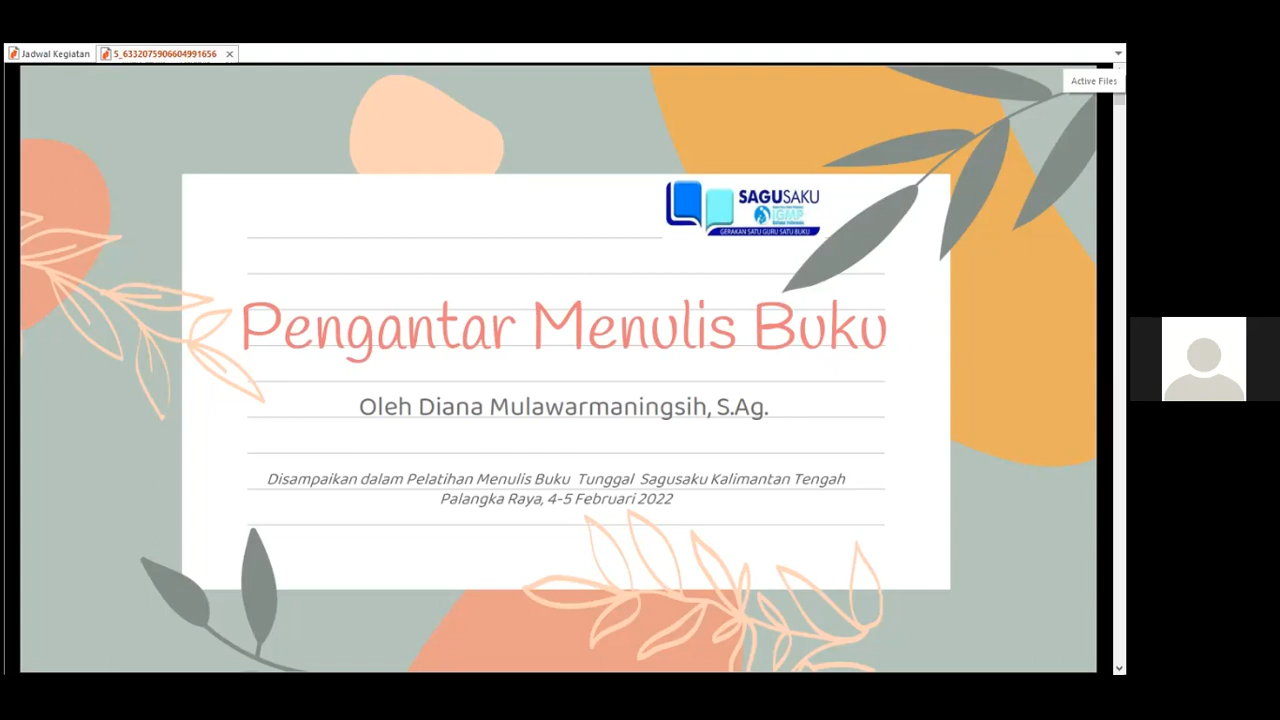 Jadwal Kegiatan
5_6332075906604991656
Active Files
SAGUSAKU
IGMP
GERAKAN SATU GURU SATU BUKU
Pengantar Menulis Buku
Oleh Diana Mulawarmaningsih, S.Ag.
Disampaikan dalam Pelatihan Menulis Buku Tunggal Sagusaku Kalimantan Tengah
Palangka Raya, 4-5 Februari 2022